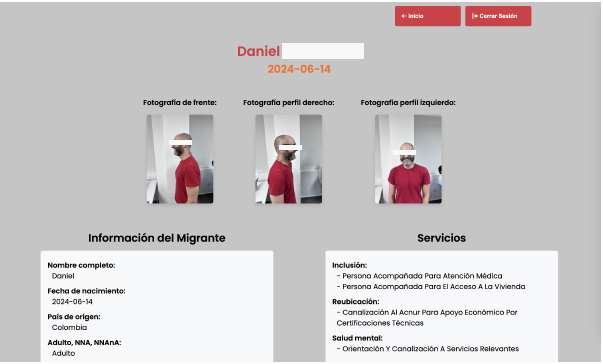 ← Inicio
Cerrar Sesión
Daniel
2024-06-14
Fotografía de frente:
Fotografía perfil derecho:
Fotografía perfil izquierdo:
Información del Migrante
Nombre completo:
Daniel
Fecha de nacimiento:
2024-06-14
País de origen:
Colombia
Adulto, NNA, NNAnA:
Adulto
Servicios
Inclusión:
- Persona Acompañada Para Atención Médica
- Persona Acompañada Para El Acceso A La Vivienda
Reubicación:
- Canalización Al Acnur Para Apoyo Económico Por
Certificaciones Técnicas
Salud mental:
- Orientación Y Canalización A Servicios Relevantes